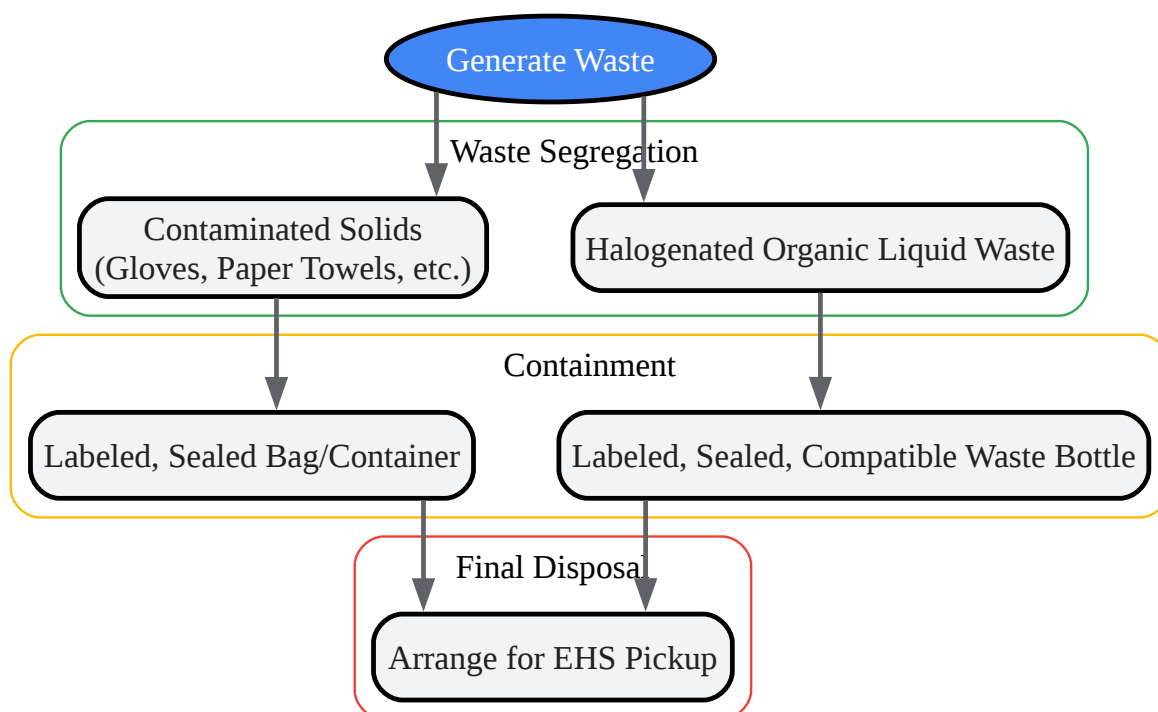 Generate Waste
Waste Segregation
Contaminated Solids
(Gloves, Paper Towels, etc.)
Halogenated Organic Liquid Waste
Containment
Labeled, Sealed Bag/Container
Labeled, Sealed, Compatible Waste Bottle
Final Disposal
Arrange for EHS Pickup